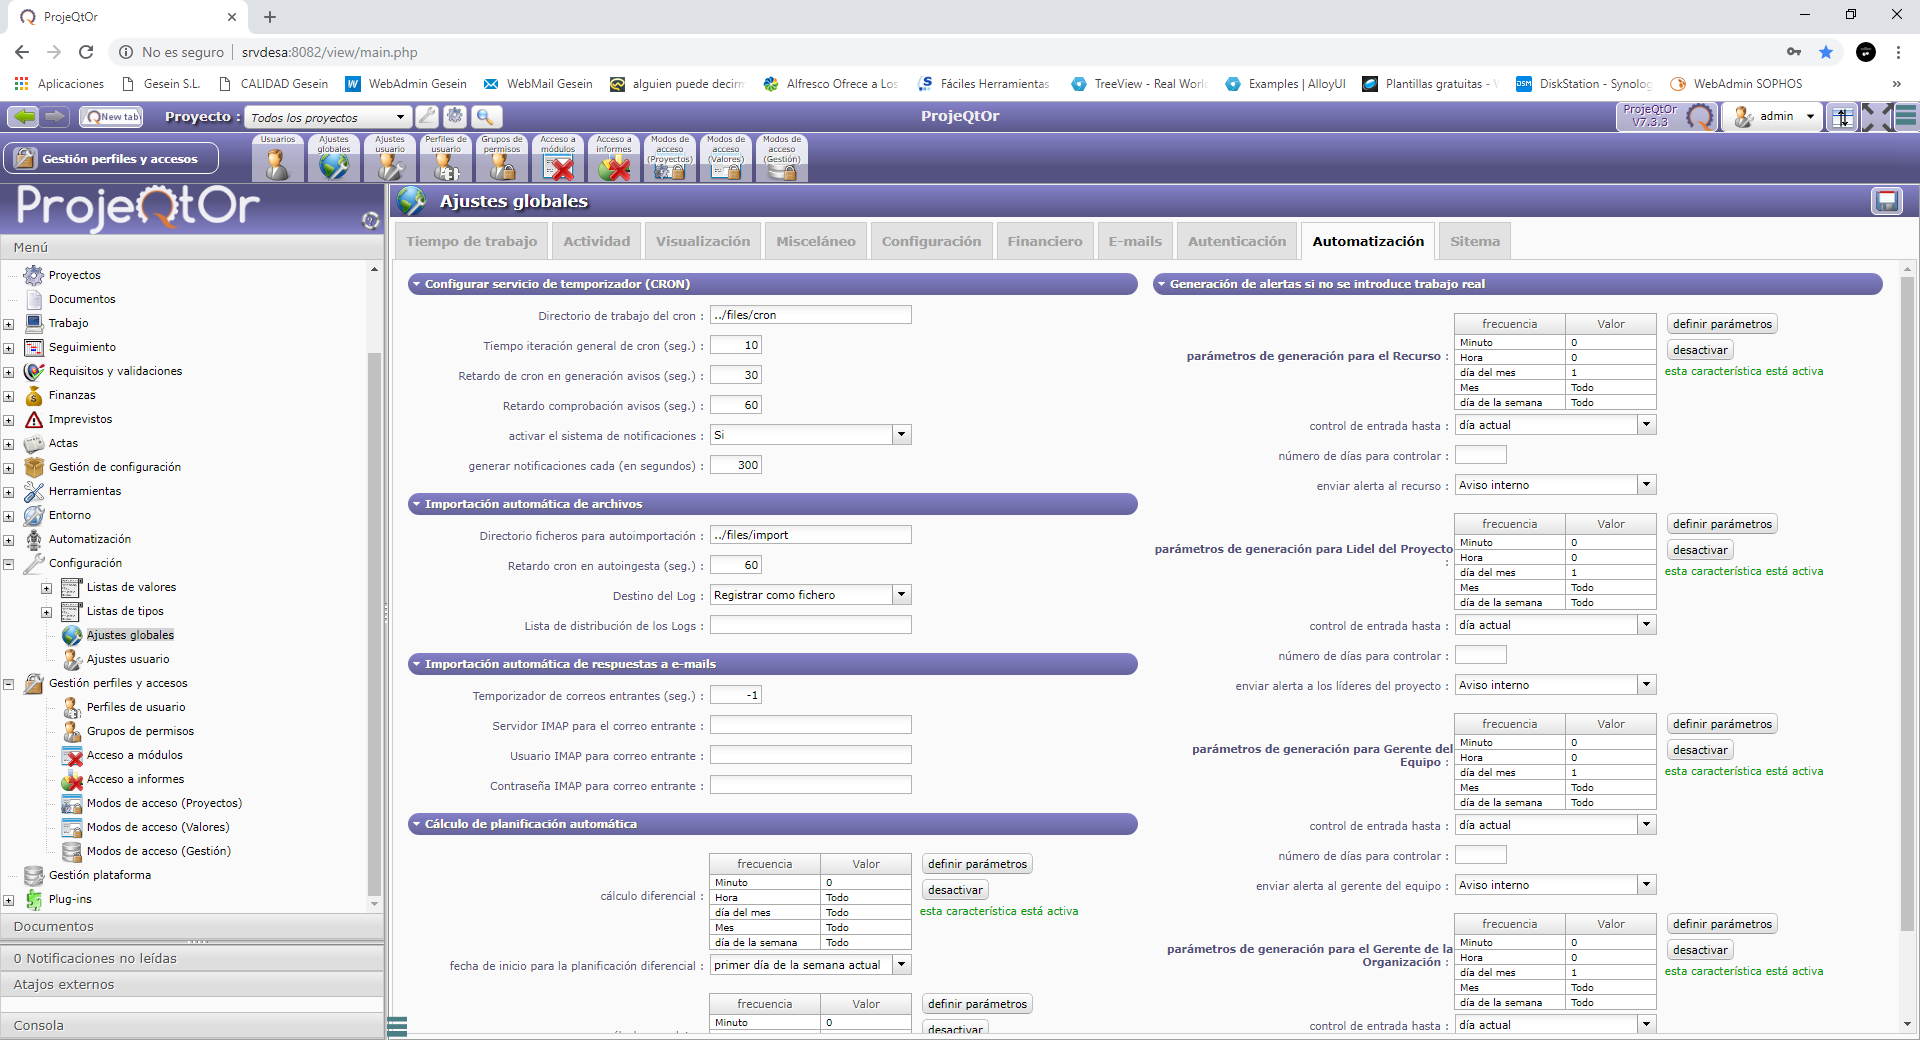 ProjeQtOr
No es seguro
srvdesa:8082/view/main.php
Aplicaciones
Gesein S.L.
CALIDAD Gesein
WebAdmin Gesein
WebMail Gesein
alguien puede decirm
Alfresco Ofrece a Los
Fáciles Herramientas
TreeView - Real Worl
Examples | AlloyUI
Plantillas gratuitas -
DiskStation - Synolog
WebAdmin SOPHOS
New tab
Proyecto :
Todos los proyectos
ProjeQtOr
ProjeQtOr
V7.3.3
admin
Gestión perfiles y accesos
Usuarios
Ajustes globales
Ajustes usuario
Perfiles de usuario
Grupos de permisos
Acceso a módulos
Acceso a informes
Modos de acceso (Proyectos)
Modos de acceso (Valores)
Modos de acceso (Gestión)
ProjeQtOr
Menú
Proyectos
Documentos
Trabajo
Seguimiento
Requisitos y validaciones
Finanzas
Imprevistos
Actas
Gestión de configuración
Herramientas
Entorno
Automatización
Configuración
Listas de valores
Listas de tipos
Ajustes globales
Ajustes usuario
Gestión perfiles y accesos
Perfiles de usuario
Grupos de permisos
Acceso a módulos
Acceso a informes
Modos de acceso (Proyectos)
Modos de acceso (Valores)
Modos de acceso (Gestión)
Gestión plataforma
Plug-ins
Documentos
0 Notificaciones no leídas
Atajos externos
Consola
Ajustes globales
Tiempo de trabajo
Actividad
Visualización
Misceláneo
Configuración
Financiero
E-mails
Autenticación
Automatización
Sitema
Configurar servicio de temporizador (CRON)
Directorio de trabajo del cron : ../files/cron
Tiempo iteración general de cron (seg.) : 10
Retardo de cron en generación avisos (seg.) : 30
Retardo comprobación avisos (seg.) : 60
activar el sistema de notificaciones : Si
generar notificaciones cada (en segundos) : 300
Importación automática de archivos
Directorio ficheros para autoimportación : ../files/import
Retardo cron en autoingesta (seg.) : 60
Destino del Log : Registrar como fichero
Lista de distribución de los Logs :
Importación automática de respuestas a e-mails
Temporizador de correos entrantes (seg.) : -1
Servidor IMAP para el correo entrante :
Usuario IMAP para correo entrante :
Contraseña IMAP para correo entrante :
Cálculo de planificación automática
cálculo diferencial :
frecuencia Valor
Minuto 0
Hora Todo
día del mes Todo
Mes Todo
día de la semana Todo
definir parámetros
desactivar
esta característica está activa
fecha de inicio para la planificación diferencial : primer día de la semana actual
frecuencia Valor
Minuto 0
definir parámetros
desactivar
Generación de alertas si no se introduce trabajo real
parámetros de generación para el Recurso :
frecuencia Valor
Minuto 0
Hora 0
día del mes 1
Mes Todo
día de la semana Todo
definir parámetros
desactivar
esta característica está activa
control de entrada hasta : día actual
número de días para controlar :
enviar alerta al recurso : Aviso interno
parámetros de generación para Lidel del Proyecto
:
frecuencia Valor
Minuto 0
Hora 0
día del mes 1
Mes Todo
día de la semana Todo
definir parámetros
desactivar
esta característica está activa
control de entrada hasta : día actual
número de días para controlar :
enviar alerta a los líderes del proyecto : Aviso interno
parámetros de generación para Gerente del
Equipo :
frecuencia Valor
Minuto 0
Hora 0
día del mes 1
Mes Todo
día de la semana Todo
definir parámetros
desactivar
esta característica está activa
control de entrada hasta : día actual
número de días para controlar :
enviar alerta al gerente del equipo : Aviso interno
parámetros de generación para el Gerente de la
Organización :
frecuencia Valor
Minuto 0
Hora 0
día del mes 1
Mes Todo
día de la semana Todo
definir parámetros
desactivar
esta característica está activa
control de entrada hasta : día actual